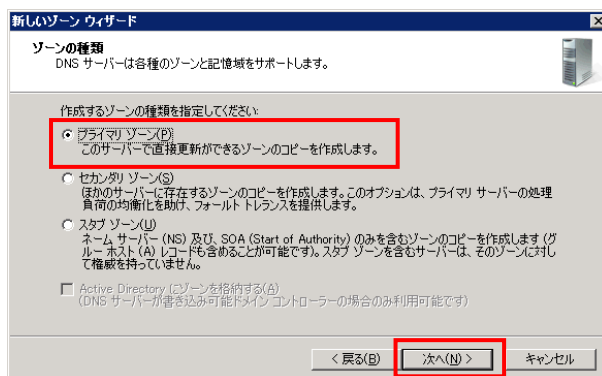 新しいゾーン ウィザード
ゾーンの種類
DNS サーバーは各種のゾーンと記憶域をサポートします。
作成するゾーンの種類を指定してください:
プライマリ ゾーン(P)
このサーバーで直接更新ができるゾーンのコピーを作成します。
セカンダリ ゾーン(S)
ほかのサーバーに存在するゾーンのコピーを作成します。このオプションは、プライマリ サーバーの処理
負荷の均衡化を助け、フォールト トレランスを提供します。
スタブ ゾーン(U)
ネーム サーバー (NS) 及び、SOA (Start of Authority) のみを含むゾーンのコピーを作成します (グ
ルー ホスト (A) レコードも含めることが可能です)。スタブ ゾーンを含むサーバーは、そのゾーンに対し
て権威を持っていません。
Active Directory にゾーンを格納する(A)
(DNS サーバーが書き込み可能ドメイン コントローラーの場合のみ利用可能です)
< 戻る(B)
次へ(N) >
キャンセル